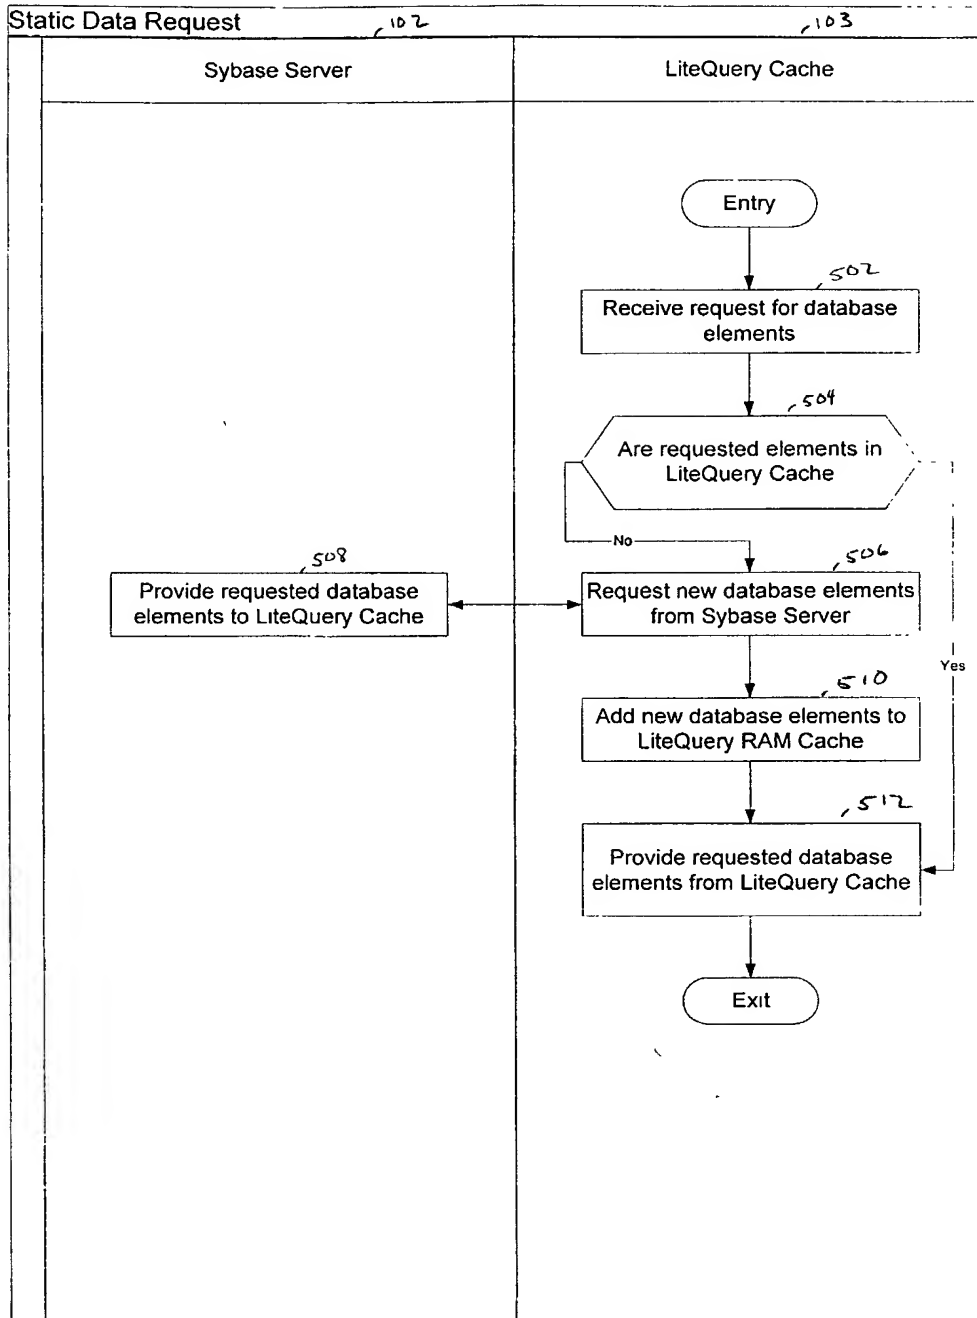 Static Data Request
102
103
Sybase Server
LiteQuery Cache
Entry
502
Receive request for database
elements
504
Are requested elements in
LiteQuery Cache
No
508
506
Provide requested database
elements to LiteQuery Cache
Request new database elements
from Sybase Server
Yes
510
Add new database elements to
LiteQuery RAM Cache
512
Provide requested database
elements from LiteQuery Cache
Exit